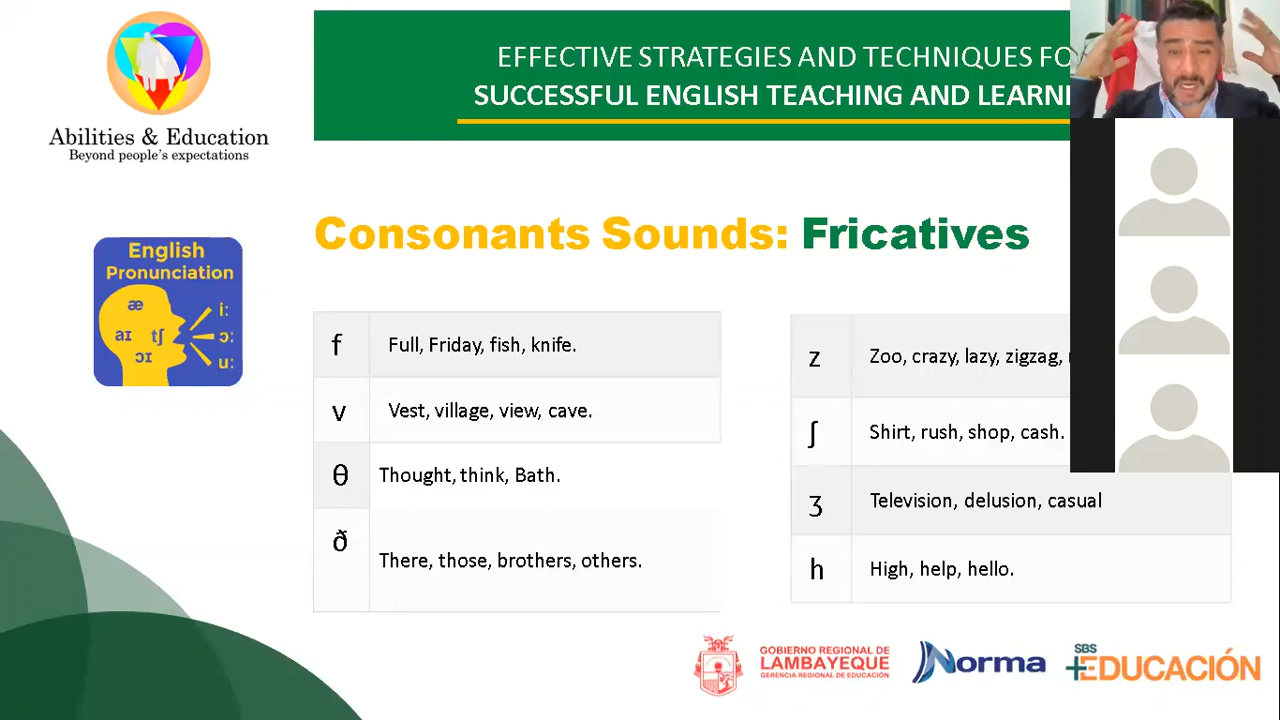 Abilities & Education
Beyond people's expectations
EFFECTIVE STRATEGIES AND TECHNIQUES
SUCCESSFUL ENGLISH TEACHING AND
English
Pronunciation
æ
aɪ tʃ
ɔɪ
i:
ɔ:
u:
Consonants Sounds: Fricatives
f Full, Friday, fish, knife.
v Vest, village, view, cave.
θ Thought, think, Bath.
ð There, those, brothers, others.
z Zoo, crazy, lazy, zigzag,
ʃ Shirt, rush, shop, cash.
ʒ Television, delusion, casual
h High, help, hello.
GOBIERNO REGIONAL DE
LAMBAYEQUE
GERENCIA REGIONAL DE EDUCACIÓN
Norma
SBS
EDUCACIÓN